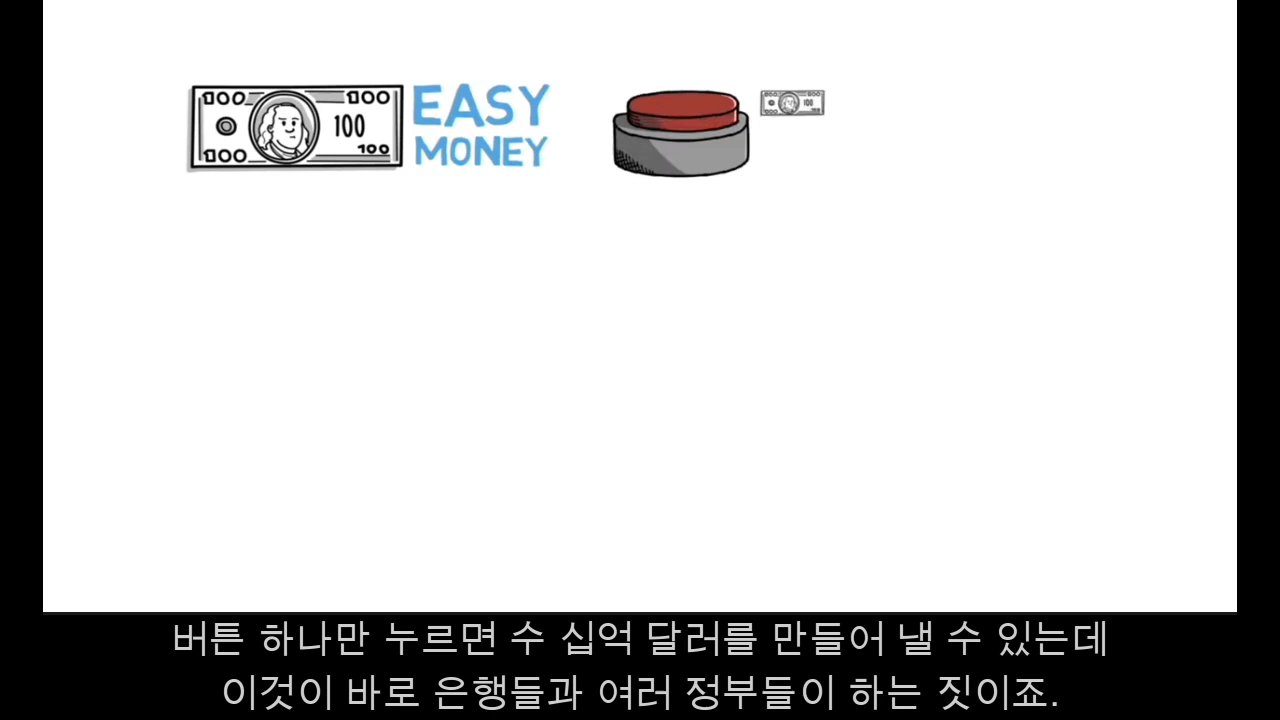 100 100
100
100 100
EASY
MONEY
100
버튼 하나만 누르면 수 십억 달러를 만들어 낼 수 있는데
이것이 바로 은행들과 여러 정부들이 하는 짓이죠.